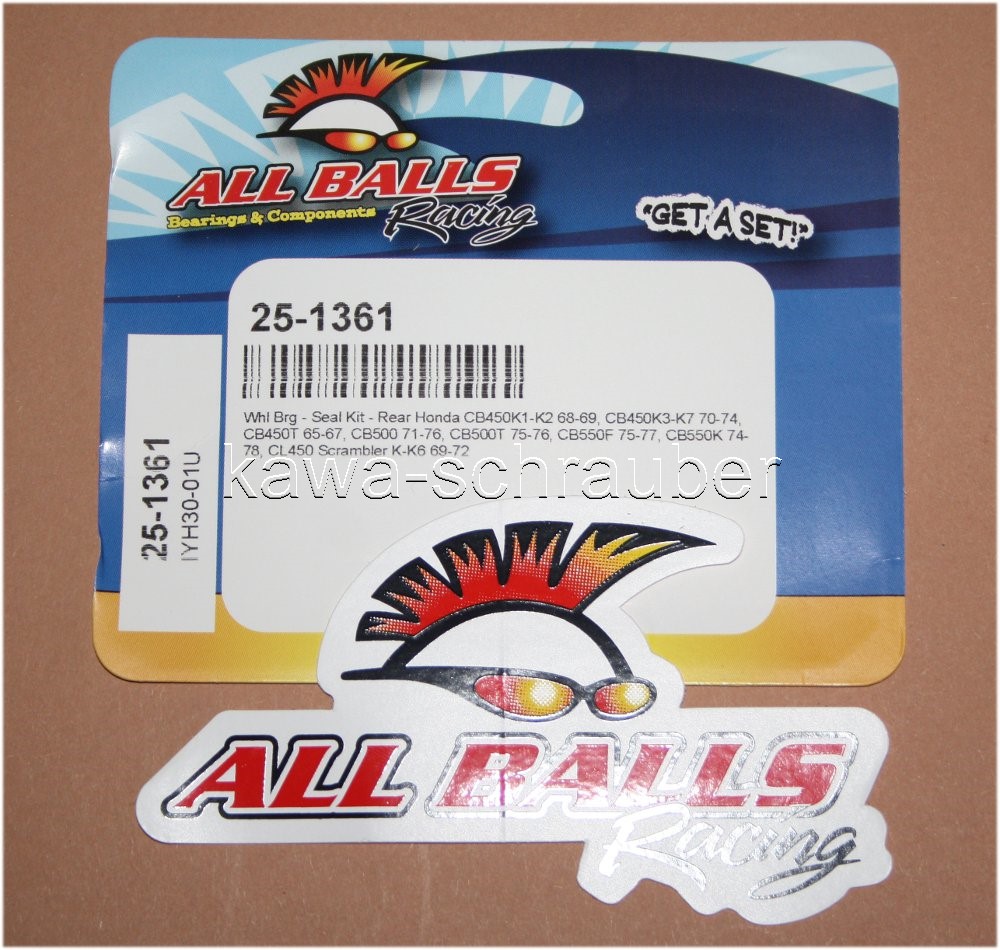 ALL BALLS
Bearings & Components
Racing
"GET A SET!"
25-1361
Whl Brg - Seal Kit - Rear Honda CB450K1-K2 68-69, CB450K3-K7 70-74,
CB450T 65-67, CB500 71-76, CB500T 75-76, CB550F 75-77, CB550K 74-
78, CL450 Scrambler K-K6 69-72
25-1361
IYH30-01U
kawa-schrauber
ALL BALLS
Racing